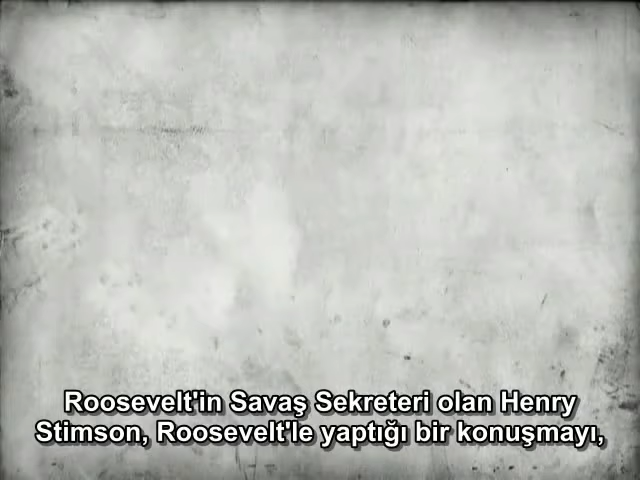 Roosevelt'in Savaş Sekreteri olan Henry
Stimson, Roosevelt'le yaptığı bir konuşmayı,